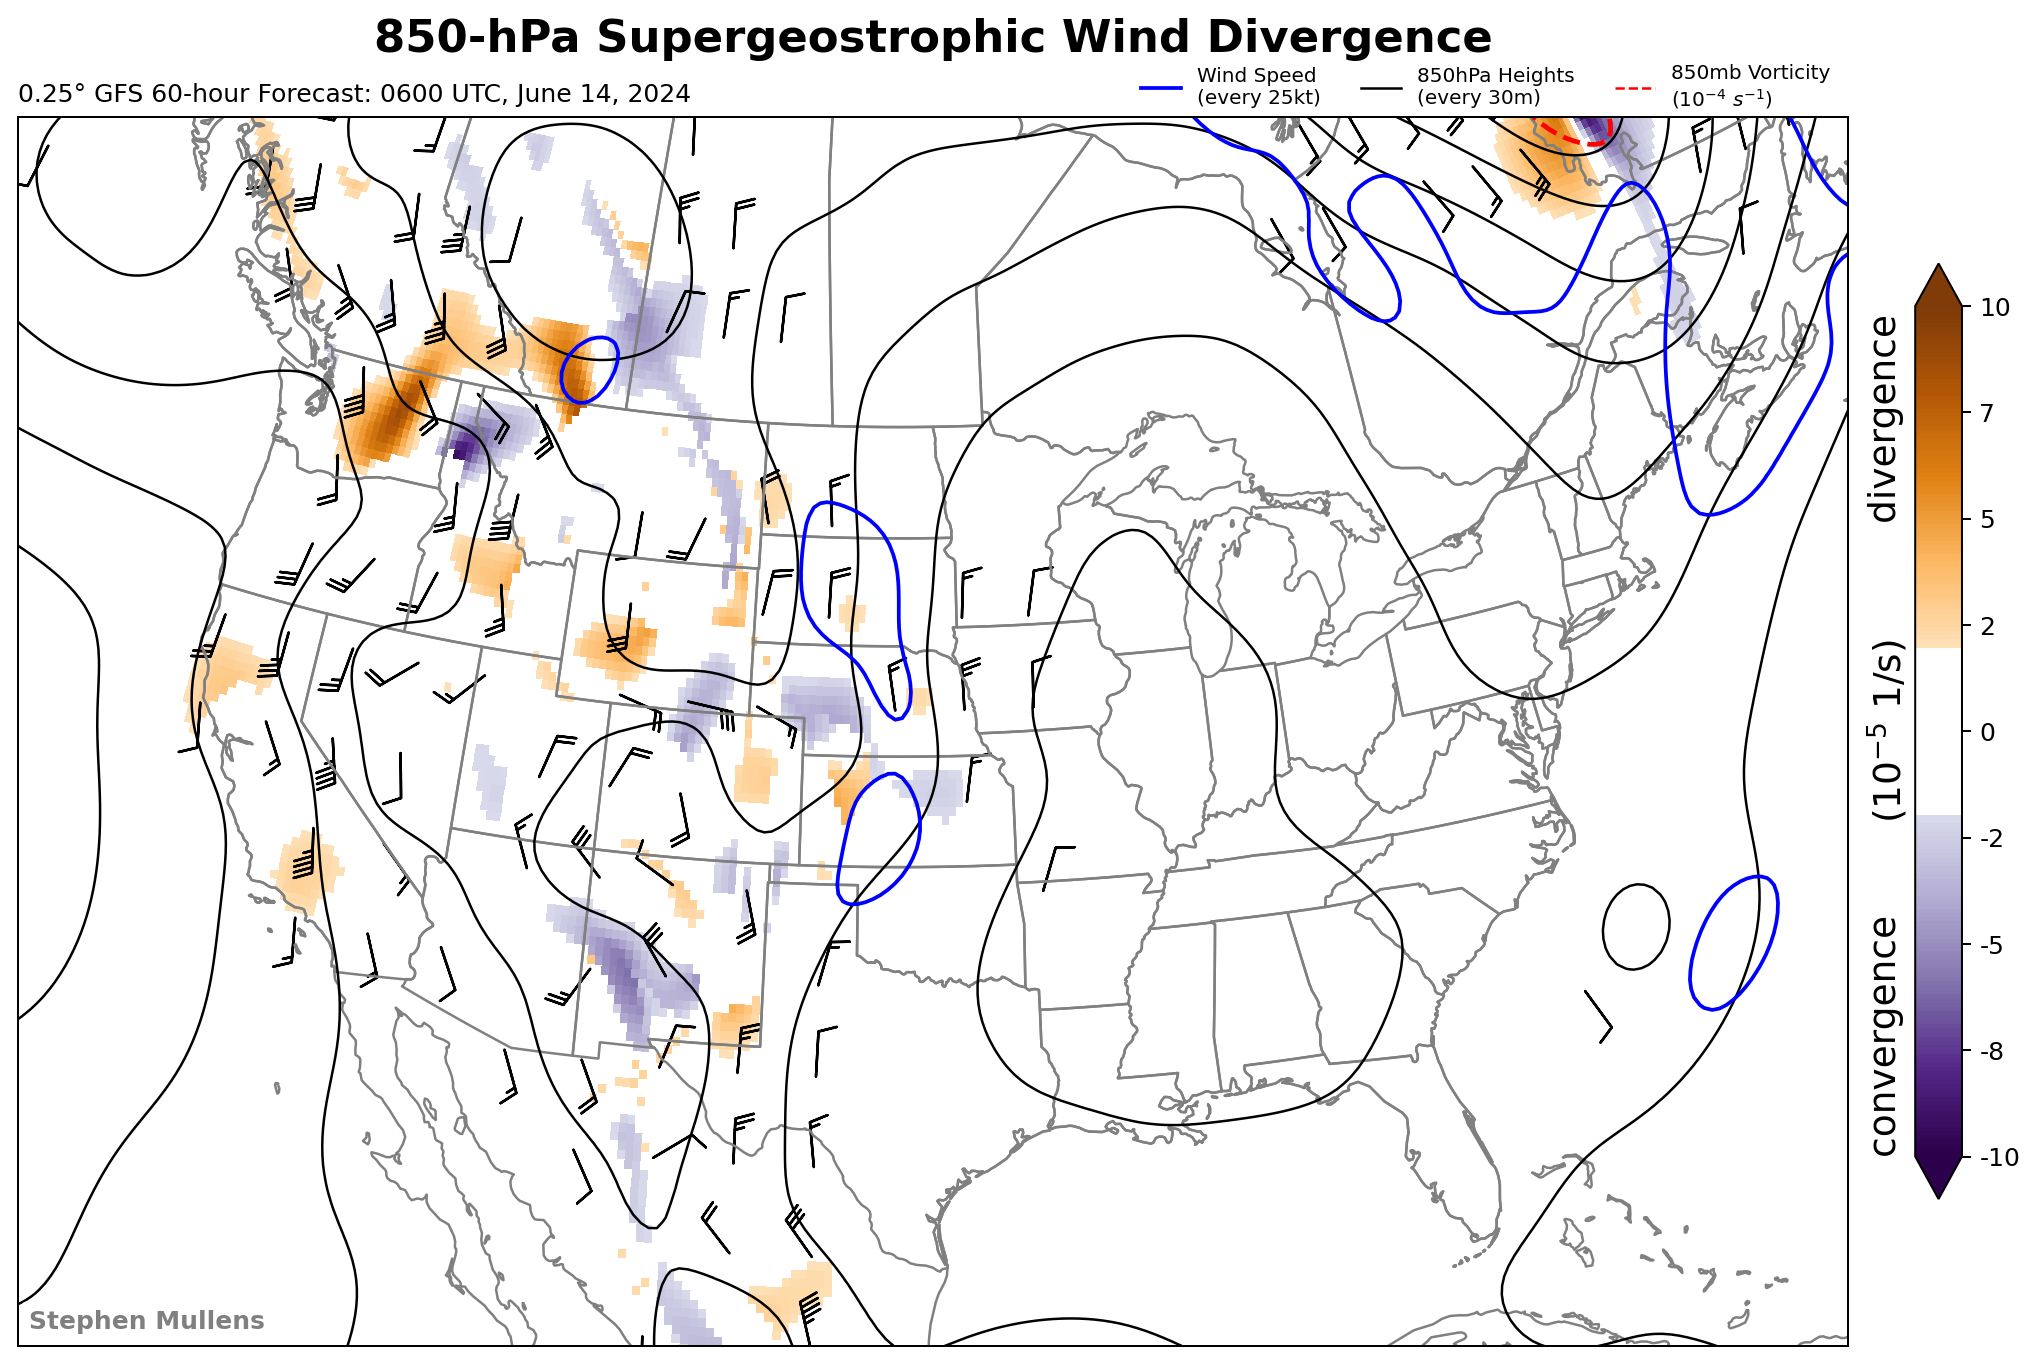 850-hPa Supergeostrophic Wind Divergence
0.25° GFS 60-hour Forecast: 0600 UTC, June 14, 2024
Wind Speed
(every 25kt)
850hPa Heights
(every 30m)
850mb Vorticity
(10⁻⁴ s⁻¹)
10
7
5
2
0
-2
-5
-8
-10
convergence (10⁻⁵ 1/s) divergence
Stephen Mullens